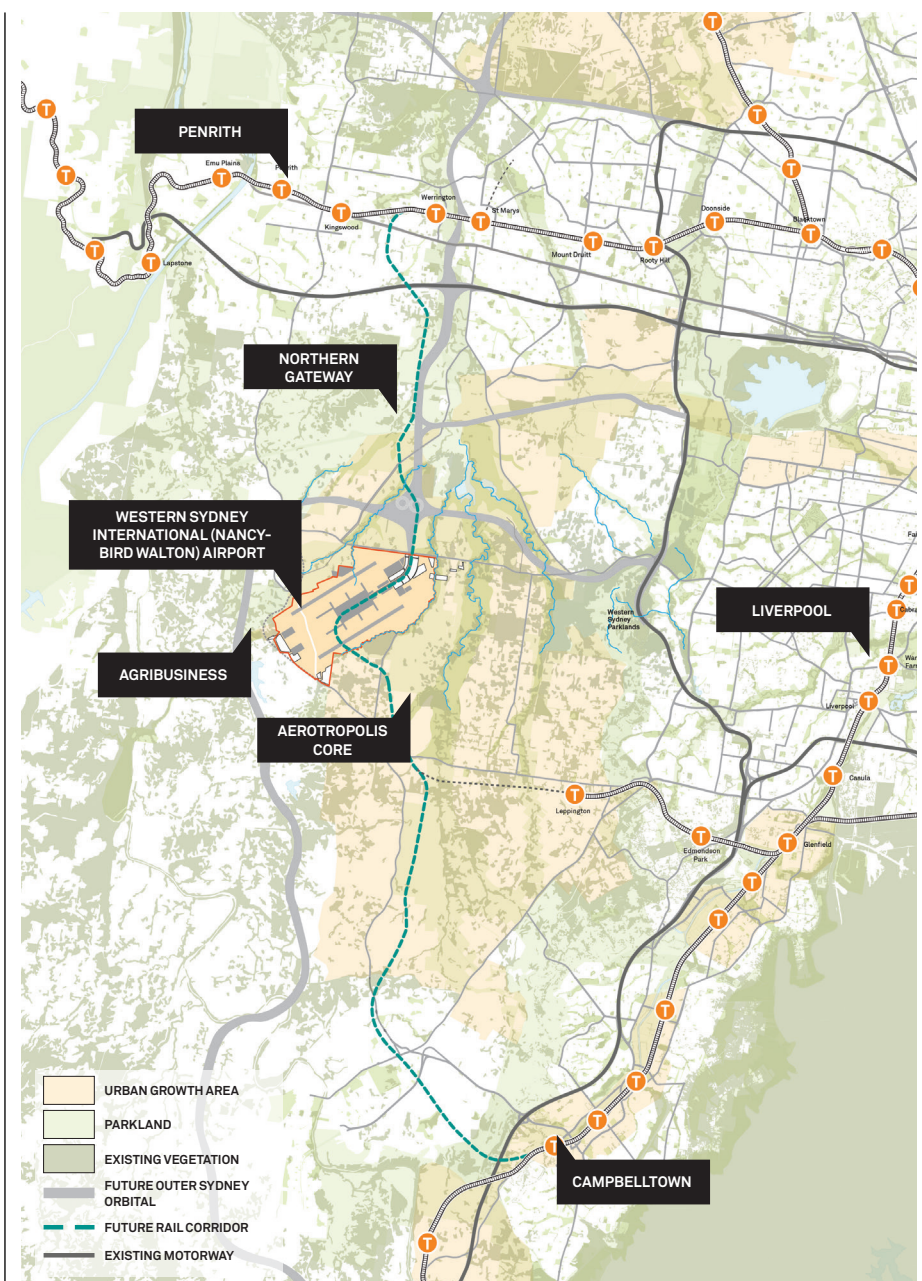 PENRITH
Emu Plains
T
Kingswood
Werrington
St Marys
Mount Druitt
Rooty Hill
Doonside
Blacktown
Lapstone
NORTHERN
GATEWAY
WESTERN SYDNEY
INTERNATIONAL (NANCY-
BIRD WALTON) AIRPORT
Western
Sydney
Parklands
LIVERPOOL
AGRIBUSINESS
Liverpool
AEROTROPOLIS
CORE
Casula
Leppington
Edmondson
Park
Glenfield
URBAN GROWTH AREA
PARKLAND
EXISTING VEGETATION
FUTURE OUTER SYDNEY
ORBITAL
FUTURE RAIL CORRIDOR
EXISTING MOTORWAY
CAMPBELLTOWN